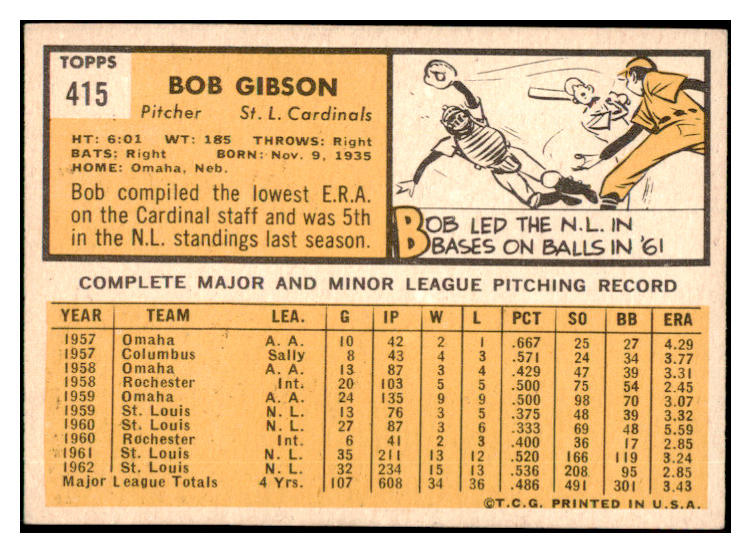 TOPPS
415
BOB GIBSON
Pitcher St. L. Cardinals
HT: 6:01 WT: 185 THROWS: Right
BATS: Right BORN: Nov. 9, 1935
HOME: Omaha, Neb.
Bob compiled the lowest E.R.A.
on the Cardinal staff and was 5th
in the N.L. standings last season.
BOB LED THE N.L. IN
BASES ON BALLS IN '61
COMPLETE MAJOR AND MINOR LEAGUE PITCHING RECORD
YEAR TEAM LEA. G IP W L PCT SO BB ERA
1957 Omaha A. A. 10 42 2 1 .667 25 27 4.29
1957 Columbus Sally 8 43 4 3 .571 24 34 3.77
1958 Omaha A. A. 13 87 3 4 .429 47 39 3.31
1958 Rochester Int. 20 103 5 5 .500 75 54 2.45
1959 Omaha A. A. 24 135 9 9 .500 98 70 3.07
1959 St. Louis N. L. 13 76 3 5 .375 48 39 3.32
1960 St. Louis N. L. 27 87 3 6 .333 69 48 5.59
1960 Rochester Int. 6 41 2 3 .400 36 17 2.85
1961 St. Louis N. L. 35 211 13 12 .520 166 119 3.24
1962 St. Louis N. L. 32 234 15 13 .536 208 95 2.85
Major League Totals 4 Yrs. 107 608 34 36 .486 491 301 3.43
©T.C.G. PRINTED IN U.S.A.